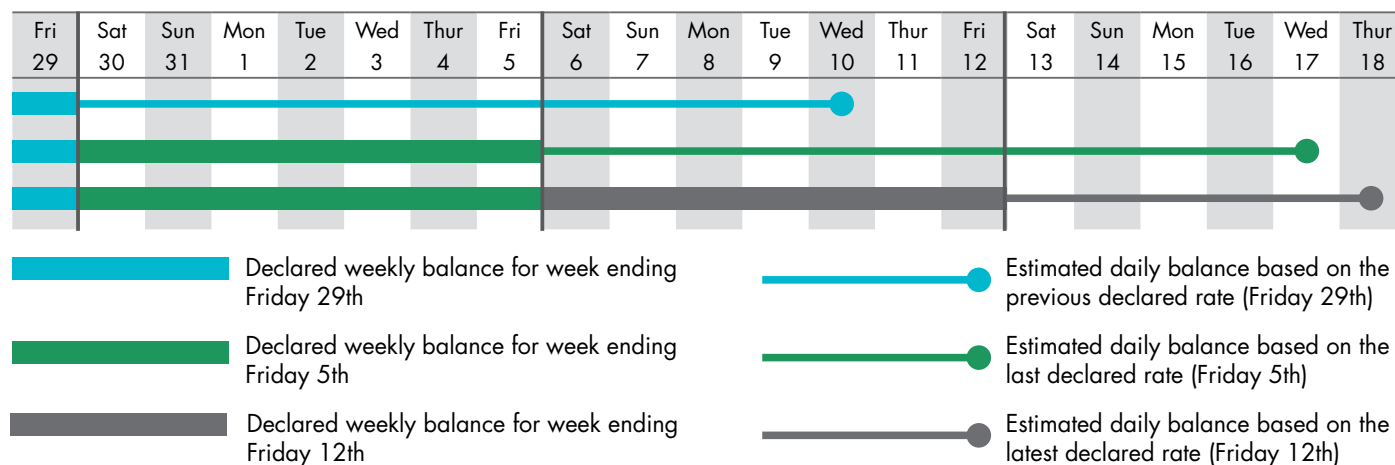 Fri Sat Sun Mon Tue Wed Thur Fri Sat Sun Mon Tue Wed Thur Fri Sat Sun Mon Tue Wed Thur
29 30 31 1 2 3 4 5 6 7 8 9 10 11 12 13 14 15 16 17 18
Declared weekly balance for week ending
Friday 29th
Estimated daily balance based on the
previous declared rate (Friday 29th)
Declared weekly balance for week ending
Friday 5th
Estimated daily balance based on the
last declared rate (Friday 5th)
Declared weekly balance for week ending
Friday 12th
Estimated daily balance based on the
latest declared rate (Friday 12th)